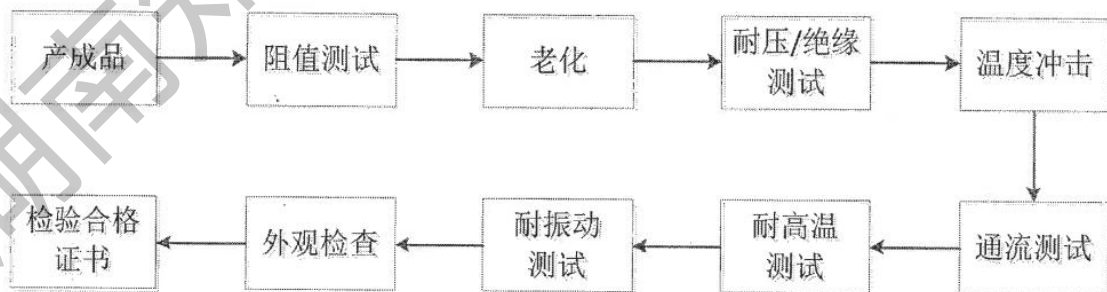 产成品
阻值测试
老化
耐压/绝缘
测试
温度冲击
通流测试
耐高温
测试
耐振动
测试
外观检查
检验合格
证书